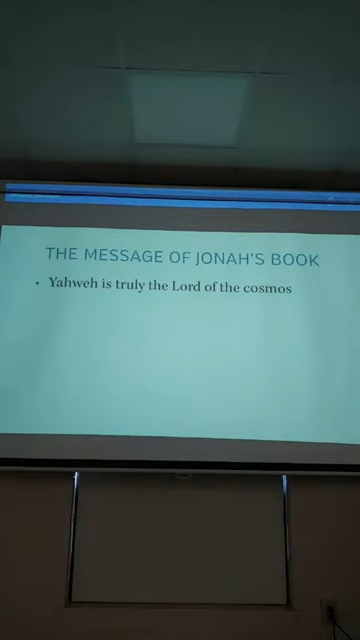 THE MESSAGE OF JONAH'S BOOK
• Yahweh is truly the Lord of the cosmos